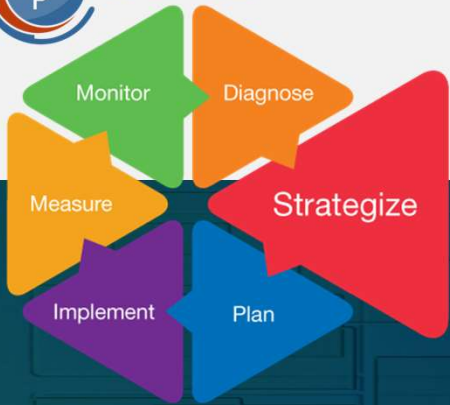 P
Monitor
Diagnose
Strategize
Measure
Implement
Plan